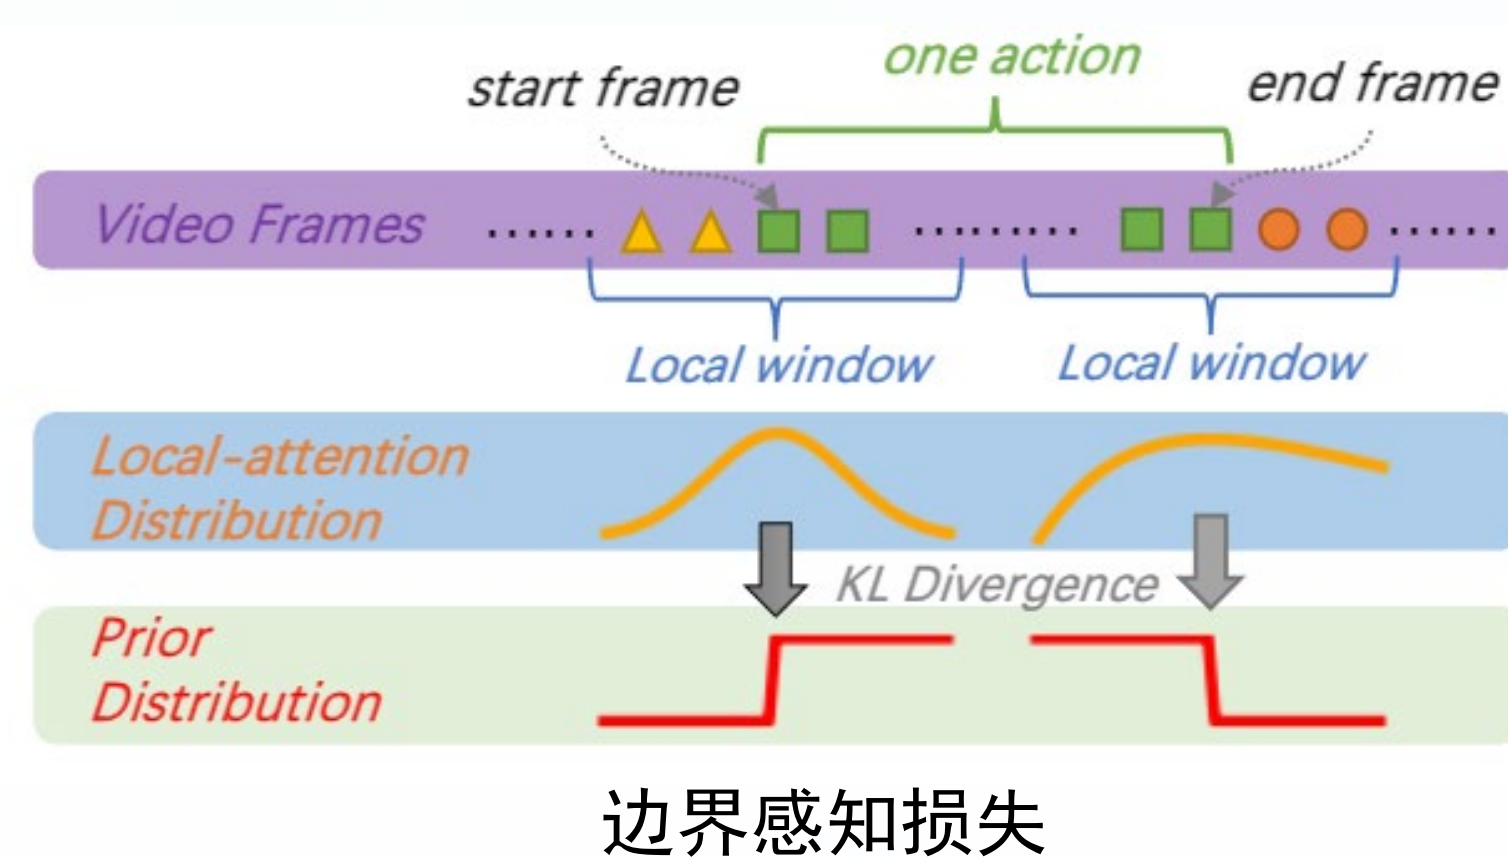 one action
start frame
end frame
Video Frames
Local window
Local window
Local-attention
Distribution
KL Divergence
Prior
Distribution
边界感知损失